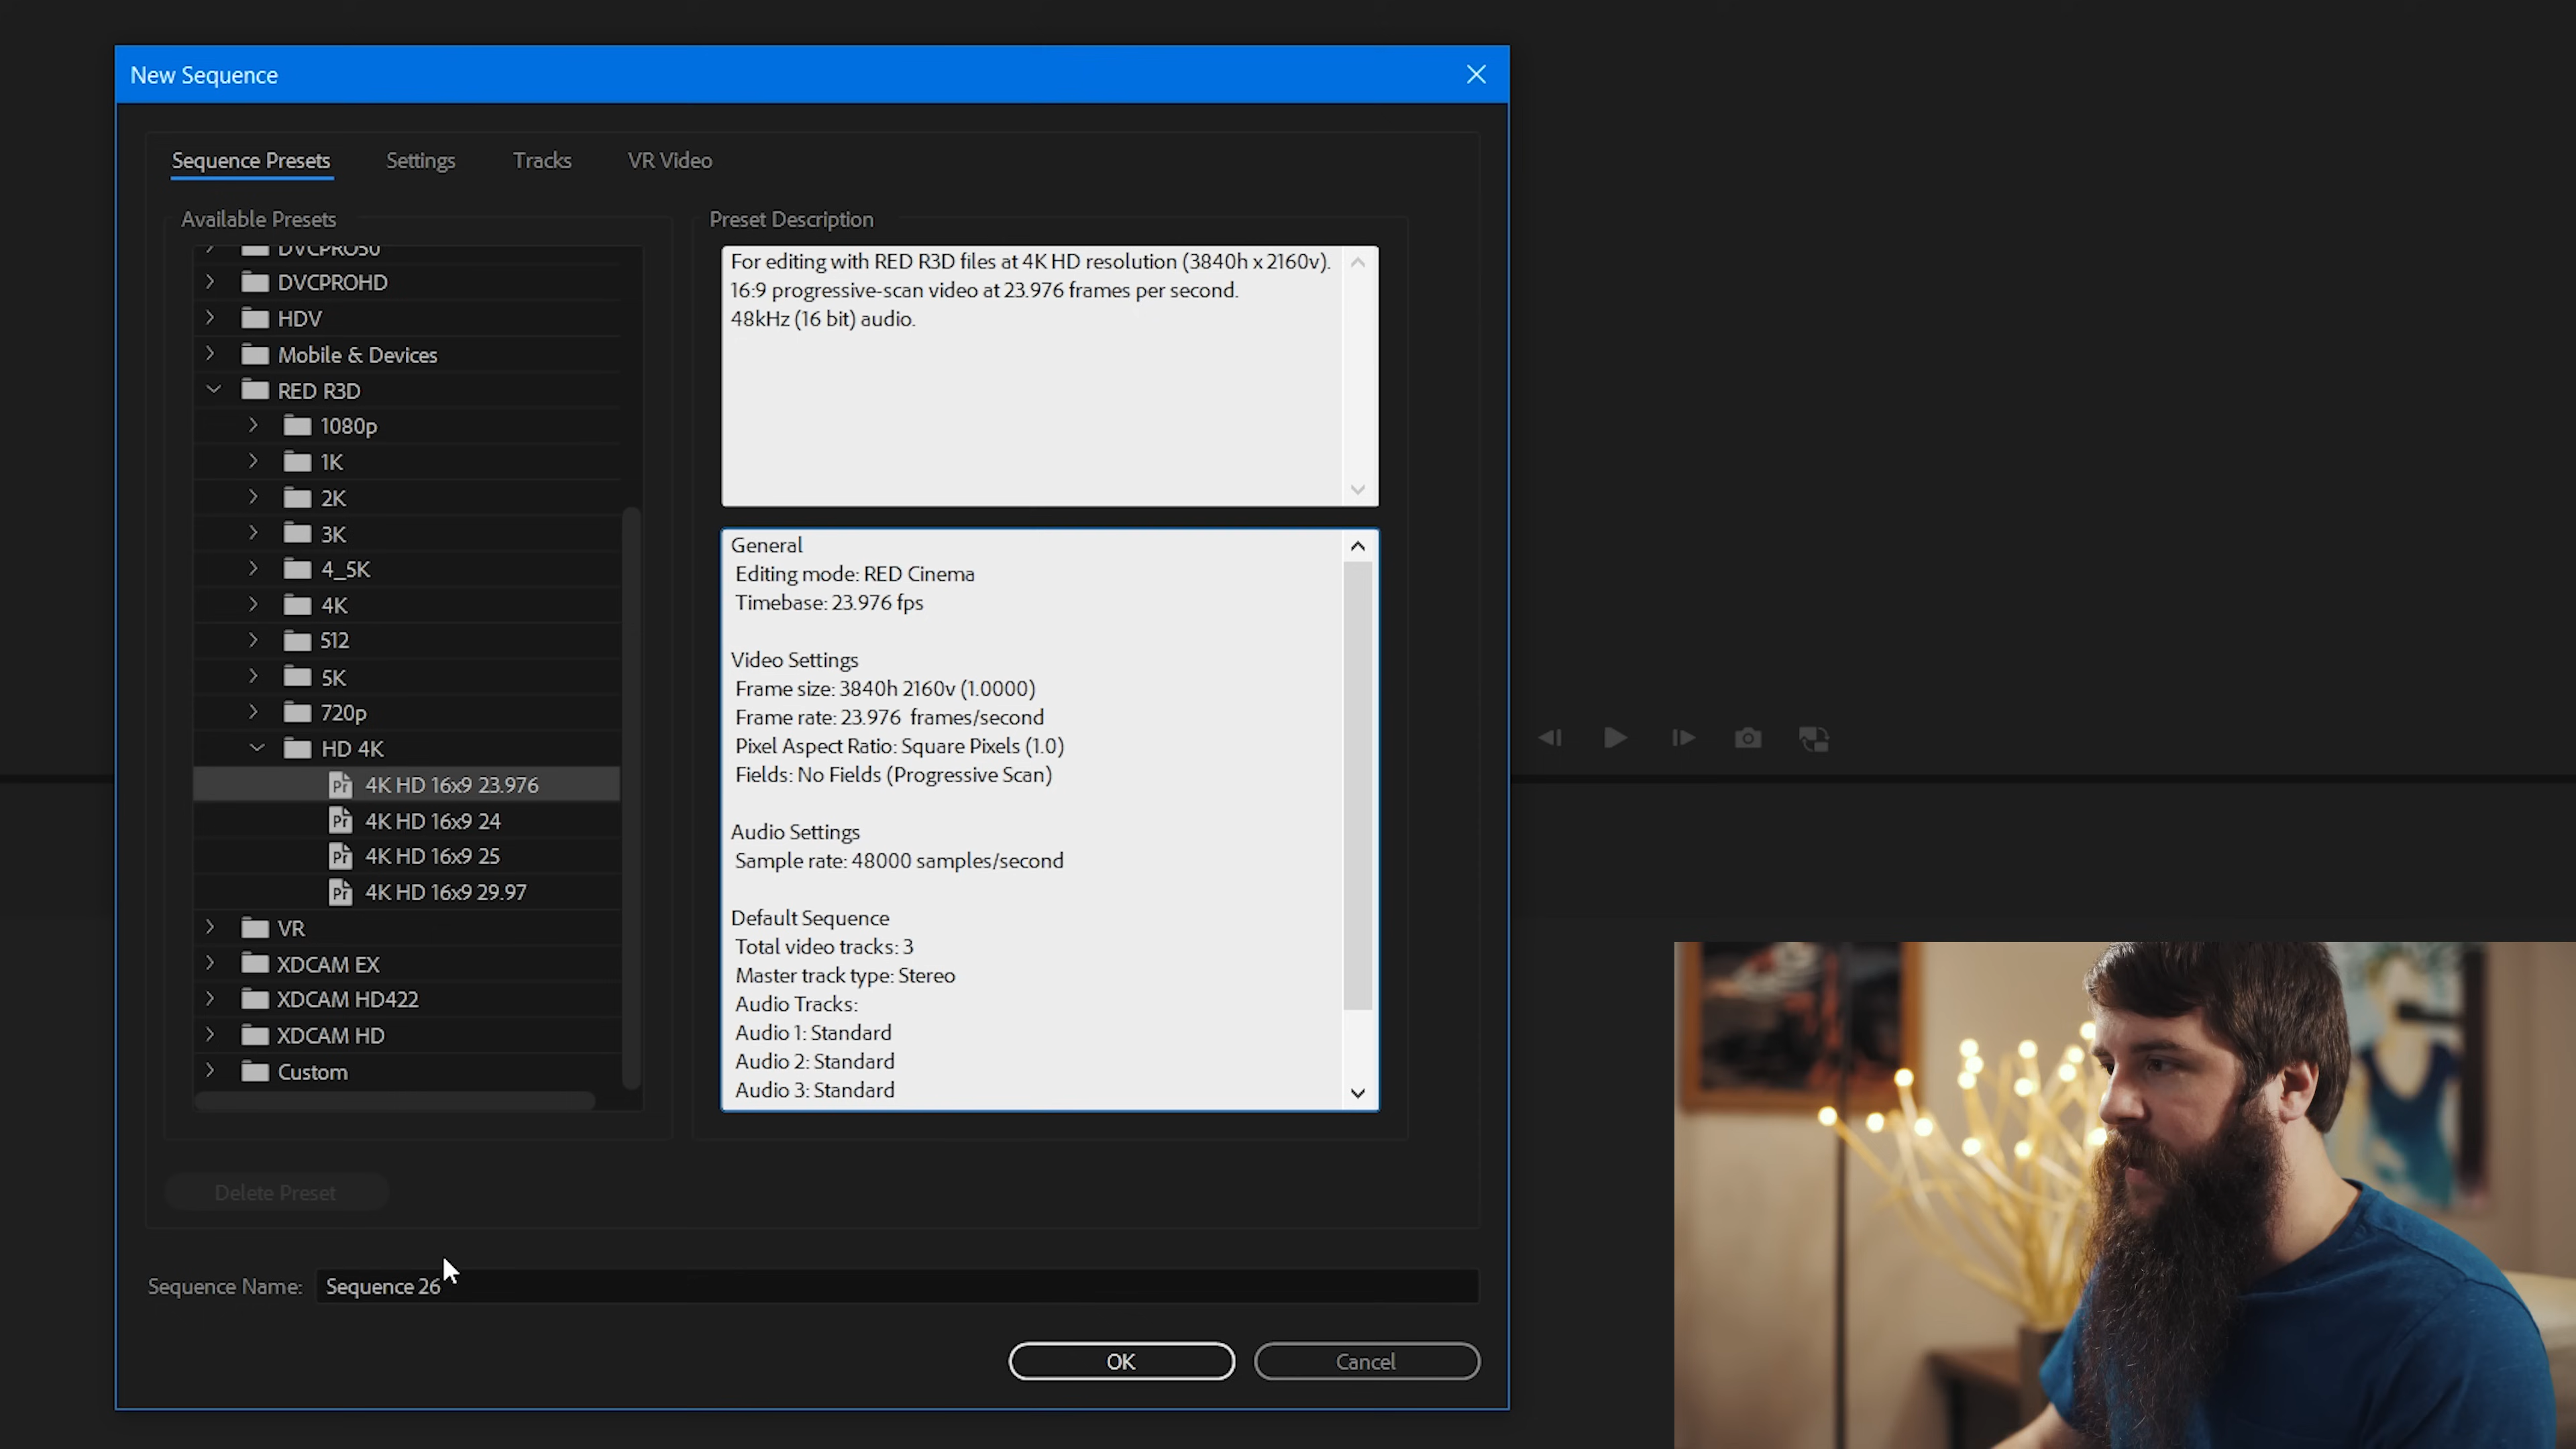 New Sequence
Sequence Presets
Settings
Tracks
VR Video
Available Presets
DVCPRO50
DVCPROHD
HDV
Mobile & Devices
RED R3D
1080p
1K
2K
3K
4_5K
4K
512
5K
720p
HD 4K
Pr 4K HD 16x9 23.976
Pr 4K HD 16x9 24
Pr 4K HD 16x9 25
Pr 4K HD 16x9 29.97
VR
XDCAM EX
XDCAM HD422
XDCAM HD
Custom
Preset Description
For editing with RED R3D files at 4K HD resolution (3840h x 2160v).
16:9 progressive-scan video at 23.976 frames per second.
48kHz (16 bit) audio.
General
Editing mode: RED Cinema
Timebase: 23.976 fps
Video Settings
Frame size: 3840h 2160v (1.0000)
Frame rate: 23.976 frames/second
Pixel Aspect Ratio: Square Pixels (1.0)
Fields: No Fields (Progressive Scan)
Audio Settings
Sample rate: 48000 samples/second
Default Sequence
Total video tracks: 3
Master track type: Stereo
Audio Tracks:
Audio 1: Standard
Audio 2: Standard
Audio 3: Standard
Delete Preset
Sequence Name: Sequence 26
OK
Cancel